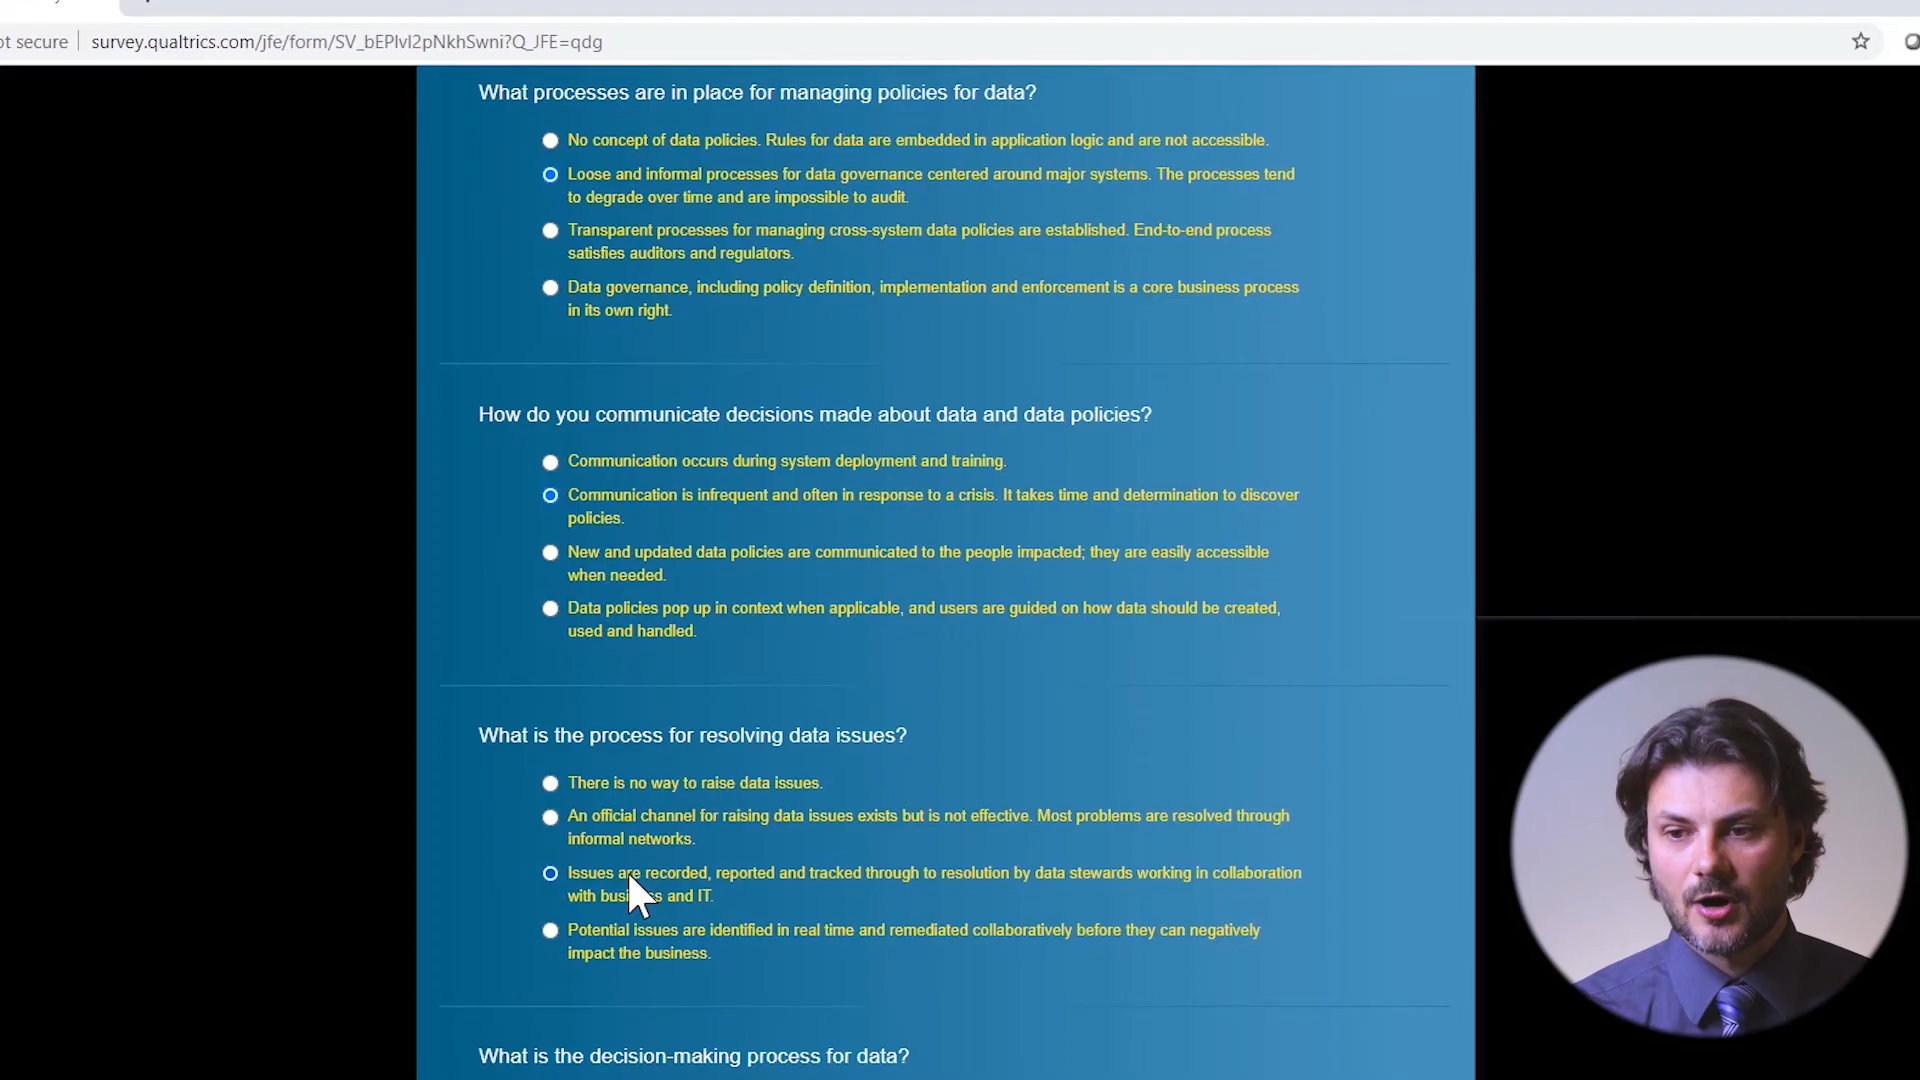 ot secure
survey.qualtrics.com/jfe/form/SV_bEPlvI2pNkhSwni?Q_JFE=qdg
What processes are in place for managing policies for data?
No concept of data policies. Rules for data are embedded in application logic and are not accessible.
Loose and informal processes for data governance centered around major systems. The processes tend
to degrade over time and are impossible to audit.
Transparent processes for managing cross-system data policies are established. End-to-end process
satisfies auditors and regulators.
Data governance, including policy definition, implementation and enforcement is a core business process
in its own right.
How do you communicate decisions made about data and data policies?
Communication occurs during system deployment and training.
Communication is infrequent and often in response to a crisis. It takes time and determination to discover
policies.
New and updated data policies are communicated to the people impacted; they are easily accessible
when needed.
Data policies pop up in context when applicable, and users are guided on how data should be created,
used and handled.
What is the process for resolving data issues?
There is no way to raise data issues.
An official channel for raising data issues exists but is not effective. Most problems are resolved through
informal networks.
Issues are recorded, reported and tracked through to resolution by data stewards working in collaboration
with and IT.
Potential issues are identified in real time and remediated collaboratively before they can negatively
impact the business.
What is the decision-making process for data?